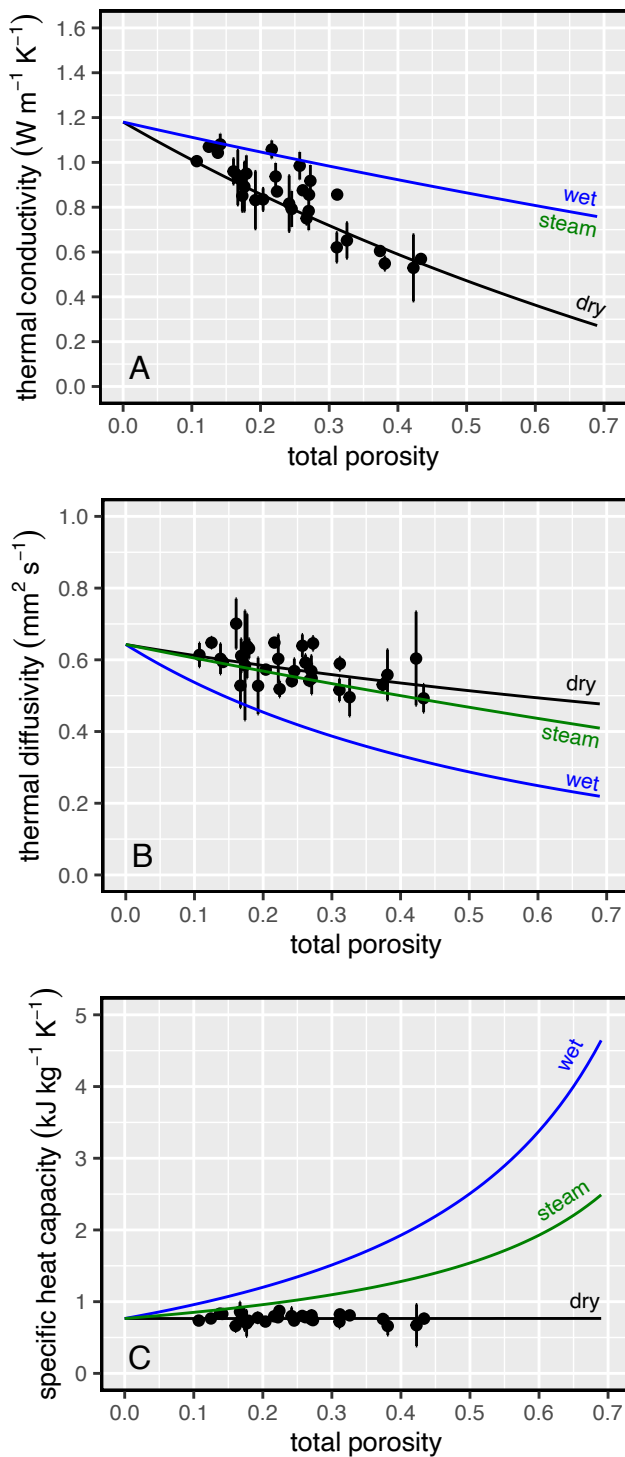 thermal conductivity (W m⁻¹ K⁻¹)
1.6
1.4
1.2
1.0
0.8
0.6
0.4
0.2
0.0
wet
steam
dry
A
0.0 0.1 0.2 0.3 0.4 0.5 0.6 0.7
total porosity
thermal diffusivity (mm² s⁻¹)
1.0
0.8
0.6
0.4
0.2
0.0
dry
steam
wet
B
0.0 0.1 0.2 0.3 0.4 0.5 0.6 0.7
total porosity
specific heat capacity (kJ kg⁻¹ K⁻¹)
5
4
3
2
1
0
wet
steam
dry
C
0.0 0.1 0.2 0.3 0.4 0.5 0.6 0.7
total porosity